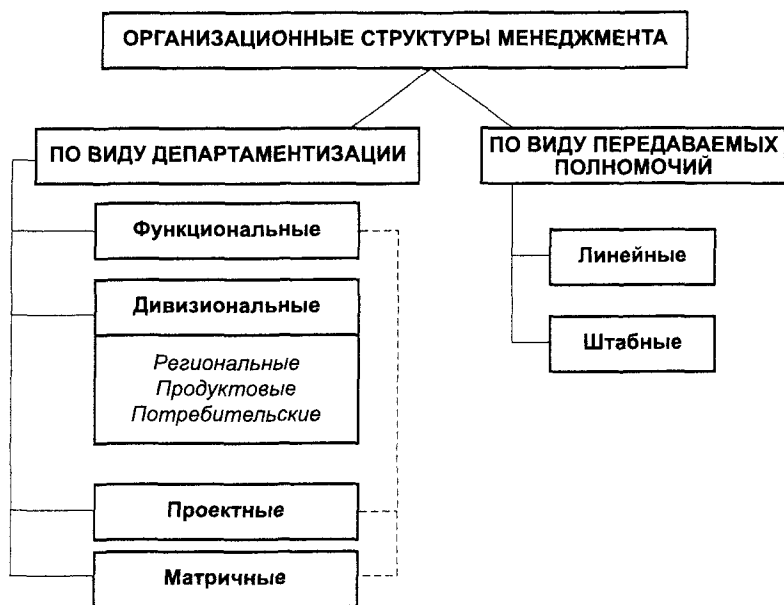 ОРГАНИЗАЦИОННЫЕ СТРУКТУРЫ МЕНЕДЖМЕНТА
ПО ВИДУ ДЕПАРТАМЕНТИЗАЦИИ
Функциональные
Дивизиональные
Региональные
Продуктовые
Потребительские
Проектные
Матричные
ПО ВИДУ ПЕРЕДАВАЕМЫХ
ПОЛНОМОЧИЙ
Линейные
Штабные